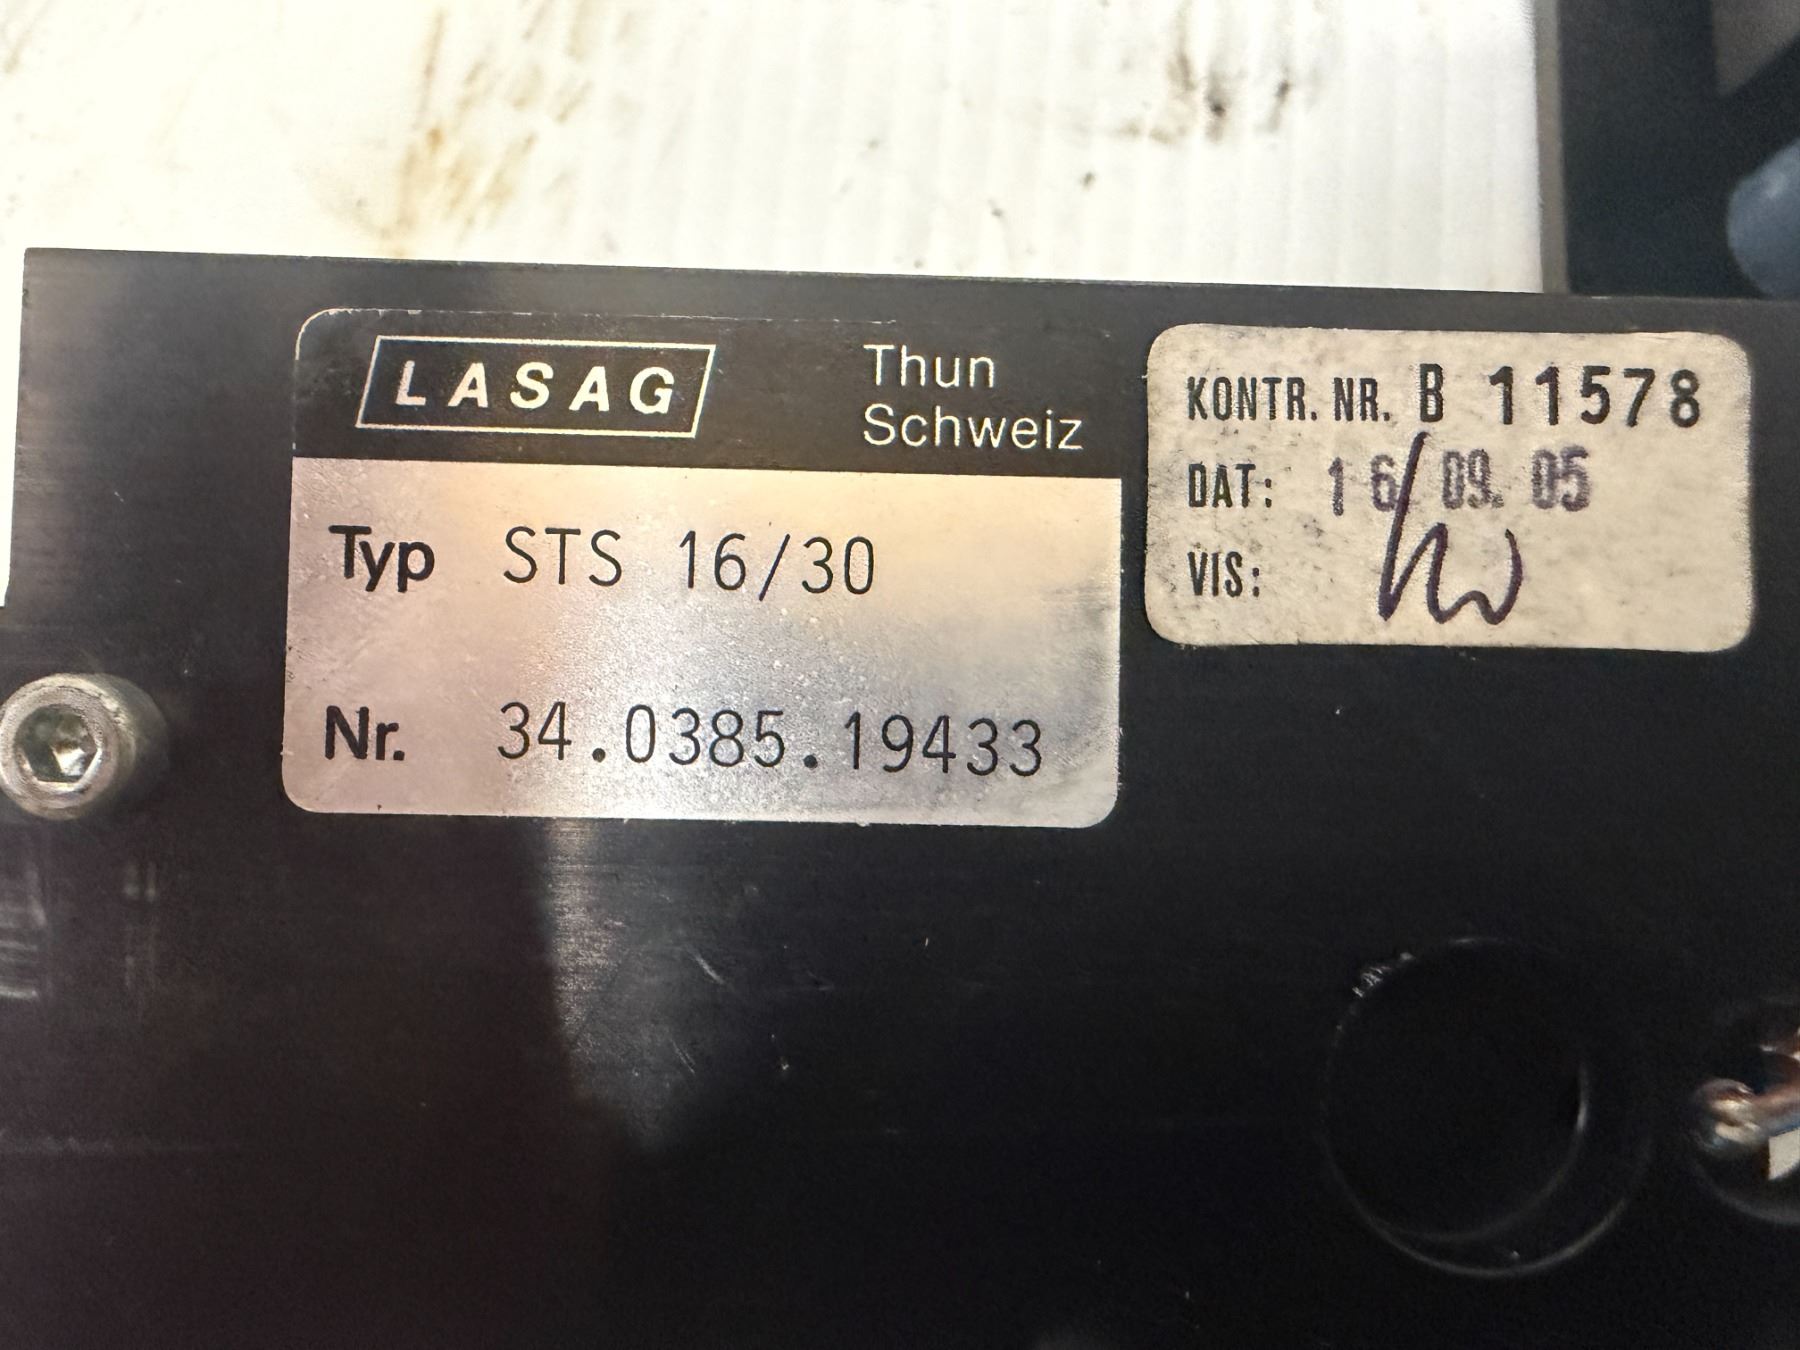 LASAG
Thun
Schweiz
Typ STS 16/30
Nr. 34.0385.19433
KONTR. NR. B 11578
DAT: 16/09.05
VIS: